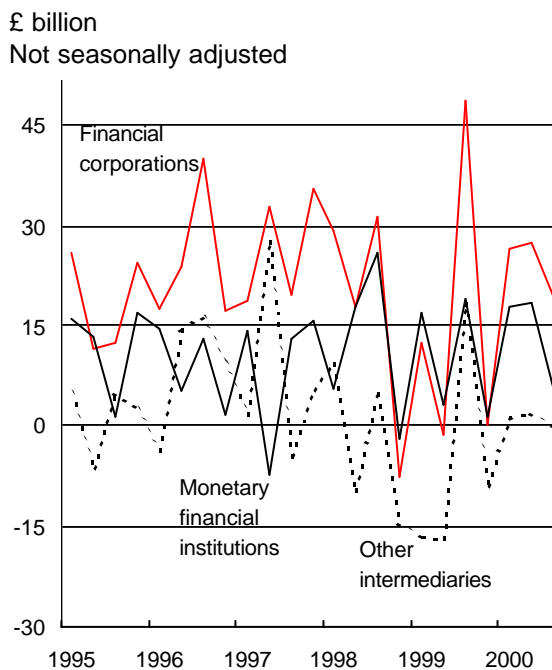 £ billion
Not seasonally adjusted
45
Financial
corporations
30
15
0
Monetary
financial
institutions
-15
Other
intermediaries
-30
1995 1996 1997 1998 1999 2000